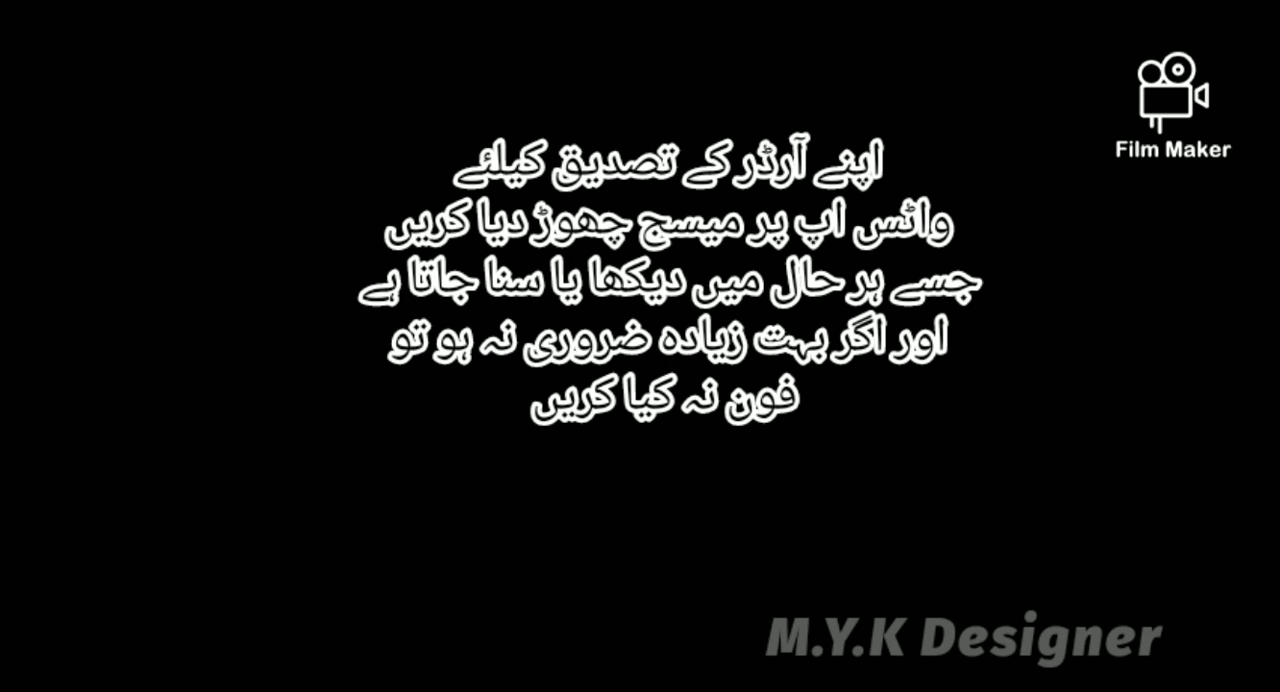 Film Maker
اپنے آرڈر کے تصدیق کیلئے
واٹس اپ پر میسج چھوڑ دیا کریں
جسے ہر حال میں دیکھا یا سنا جاتا ہے
اور اگر بہت زیادہ ضروری نہ ہو تو
فون نہ کیا کریں
M.Y.K Designer